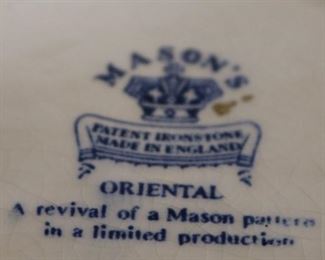 MASON'S
PATENT IRONSTONE
MADE IN ENGLAND
ORIENTAL
A revival of a Mason pattern
in a limited production